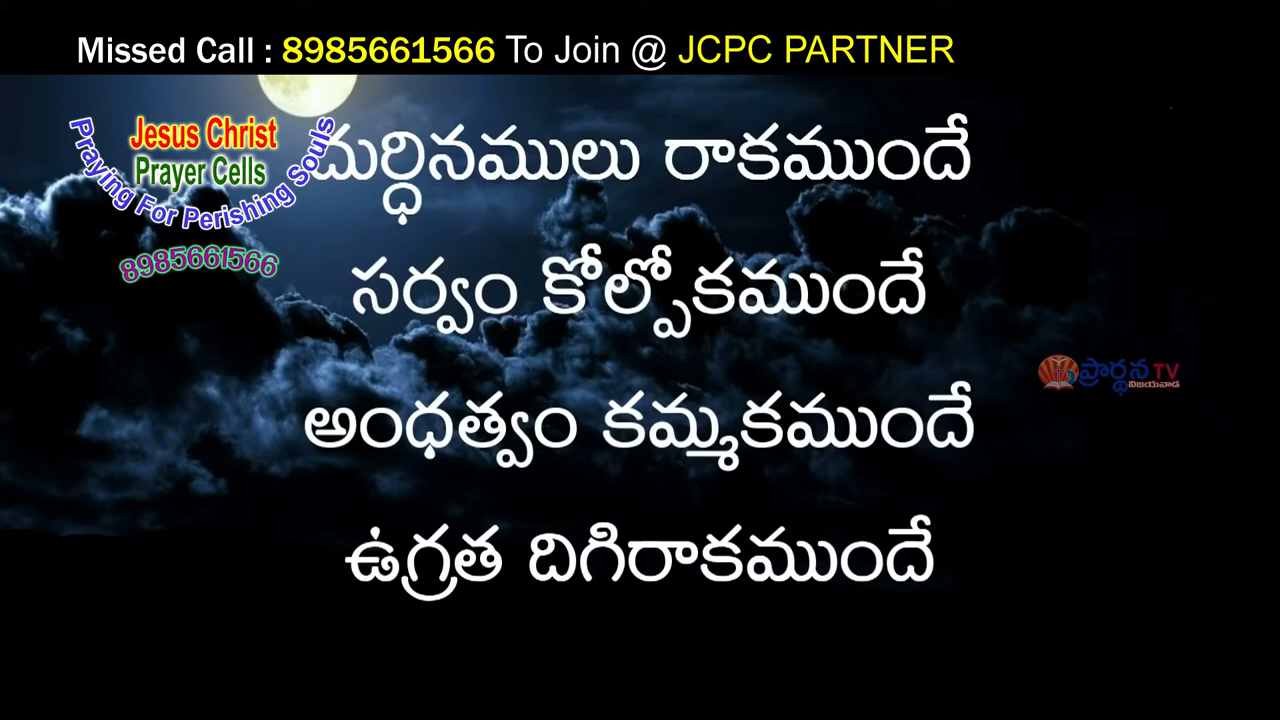 Missed Call : 8985661566 To Join @ JCPC PARTNER
Jesus Christ
Prayer Cells
Praying For Perishing Souls
8985661566
దుర్ధినములు రాకముందే
సర్వం కోల్పోకముందే
ప్రార్థన TV
విజయవాడ
అంధత్వం కమ్మకముందే
ఉగ్రత దిగిరాకముందే